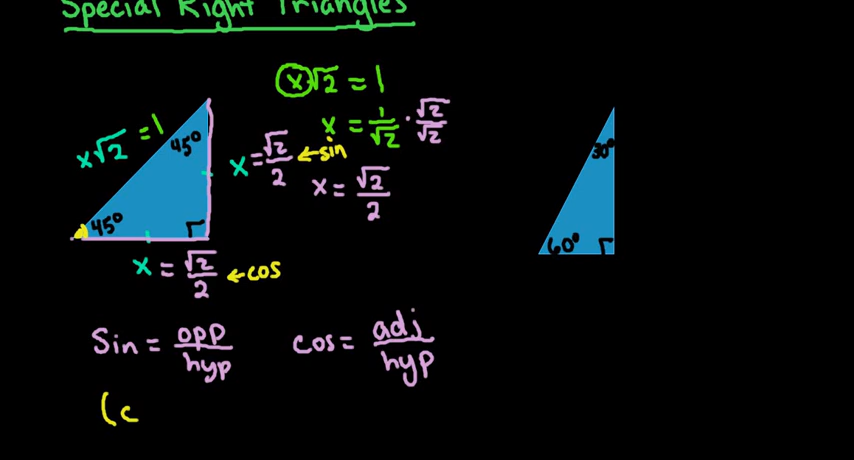 Special Right Triangles
x√2 = 1
x√2 = 1
x = 1/√2 · √2/√2
45°
x = √2/2 ← sin
x = √2/2
45°
x = √2/2 ← cos
30°
60°
Sin = opp/hyp
cos = adj/hyp
(c